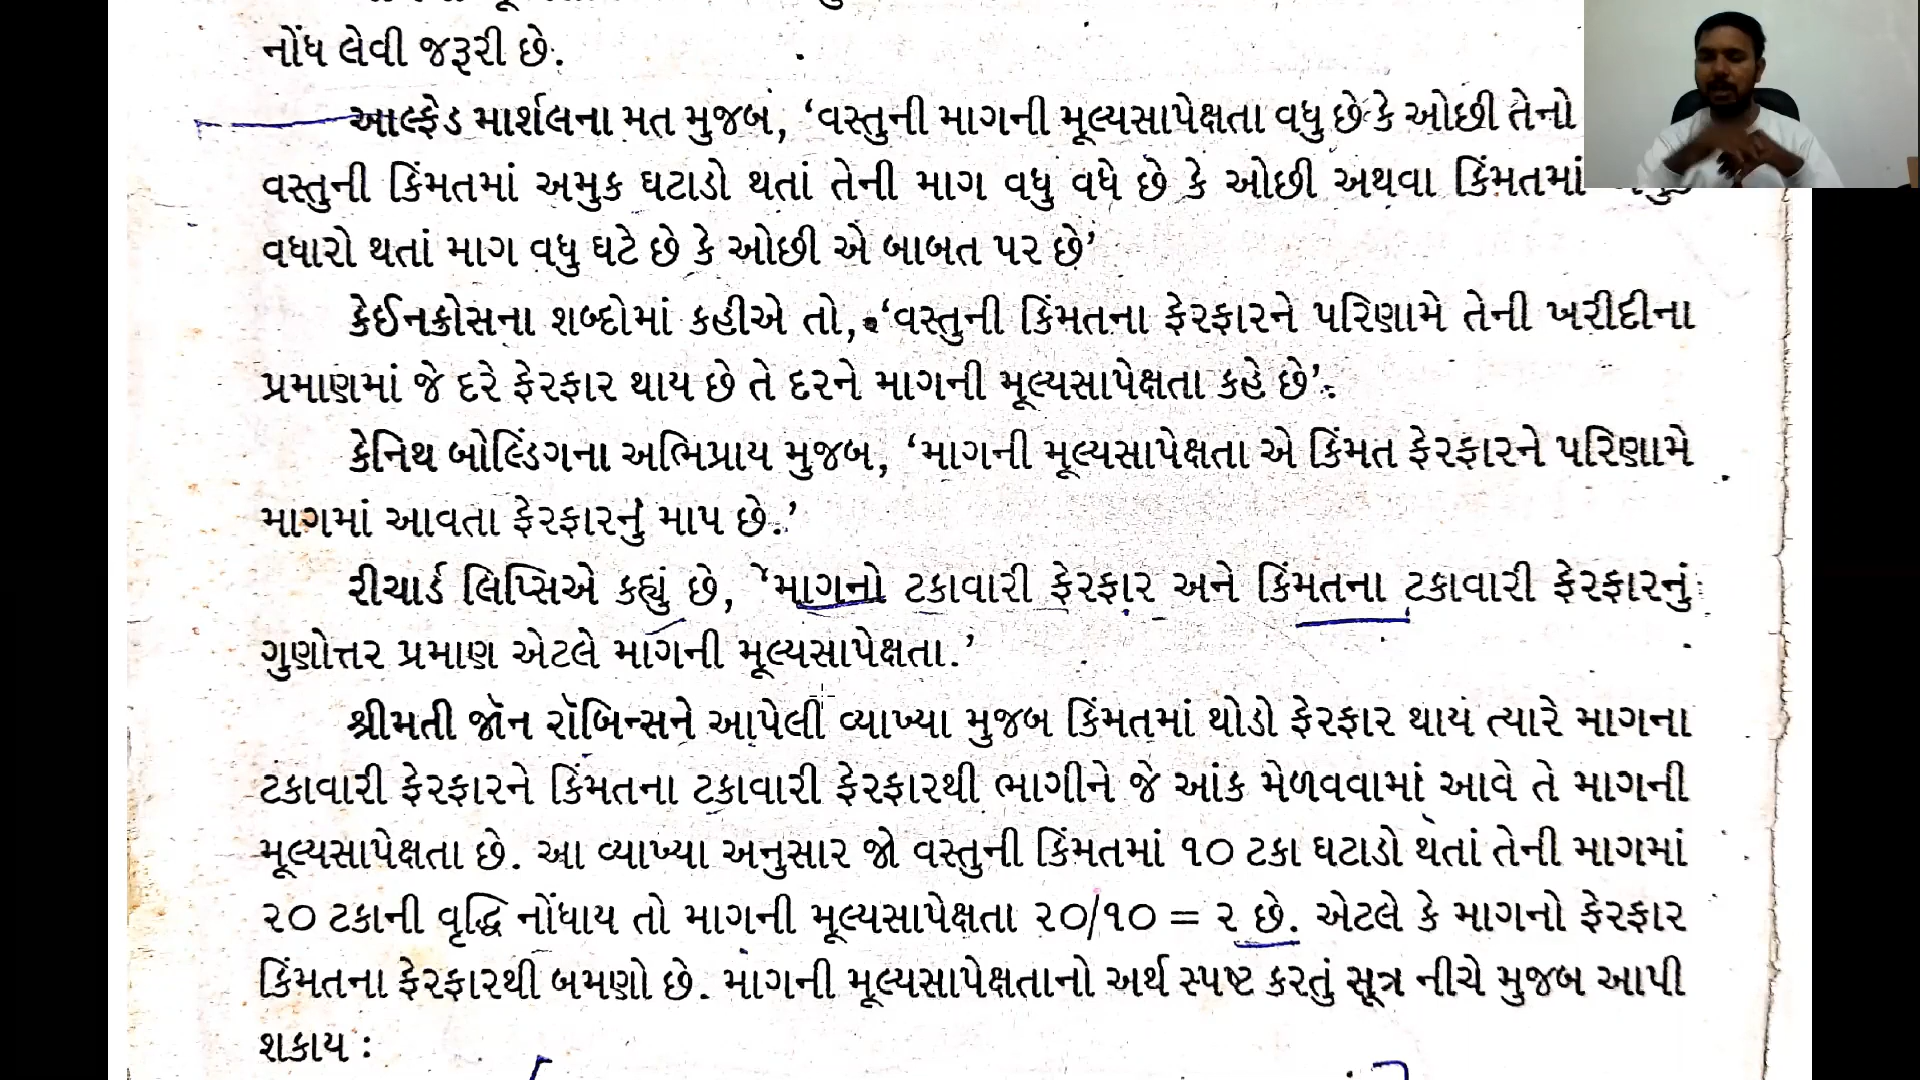 નોંધ લેવી જરૂરી છે.
આલ્ફ્રેડ માર્શલના મત મુજબ, ‘વસ્તુની માગની મૂલ્યસાપેક્ષતા વધુ છે કે ઓછી તેનો
વસ્તુની કિંમતમાં અમુક ઘટાડો થતાં તેની માગ વધુ વધે છે કે ઓછી અથવા કિંમતમાં
વધારો થતાં માગ વધુ ઘટે છે કે ઓછી એ બાબત પર છે’
કેઈનક્રોસના શબ્દોમાં કહીએ તો, ‘વસ્તુની કિંમતના ફેરફારને પરિણામે તેની ખરીદીના
પ્રમાણમાં જે દરે ફેરફાર થાય છે તે દરને માગની મૂલ્યસાપેક્ષતા કહે છે’.
કેનિથ બોલ્ડિંગના અભિપ્રાય મુજબ, ‘માગની મૂલ્યસાપેક્ષતા એ કિંમત ફેરફારને પરિણામે
માગમાં આવતા ફેરફારનું માપ છે.’
રીચાર્ડ લિપ્સિએ કહ્યું છે, ‘માગનો ટકાવારી ફેરફાર અને કિંમતના ટકાવારી ફેરફારનું
ગુણોત્તર પ્રમાણ એટલે માગની મૂલ્યસાપેક્ષતા.’
શ્રીમતી જૉન રૉબિન્સને આપેલી વ્યાખ્યા મુજબ કિંમતમાં થોડો ફેરફાર થાય ત્યારે માગના
ટકાવારી ફેરફારને કિંમતના ટકાવારી ફેરફારથી ભાગીને જે આંક મેળવવામાં આવે તે માગની
મૂલ્યસાપેક્ષતા છે. આ વ્યાખ્યા અનુસાર જો વસ્તુની કિંમતમાં ૧૦ ટકા ઘટાડો થતાં તેની માગમાં
૨૦ ટકાની વૃદ્ધિ નોંધાય તો માગની મૂલ્યસાપેક્ષતા ૨૦/૧૦ = ૨ છે. એટલે કે માગનો ફેરફાર
કિંમતના ફેરફારથી બમણો છે. માગની મૂલ્યસાપેક્ષતાનો અર્થ સ્પષ્ટ કરતું સૂત્ર નીચે મુજબ આપી
શકાય :